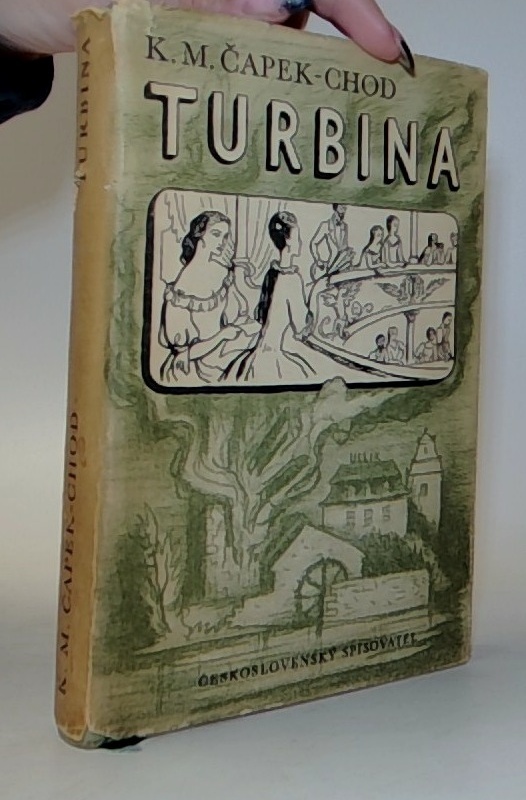 K. M. ČAPEK-CHOD
TURBINA
ČESKOSLOVENSKÝ SPISOVATEL
K. M. ČAPEK-CHOD
TURBINA